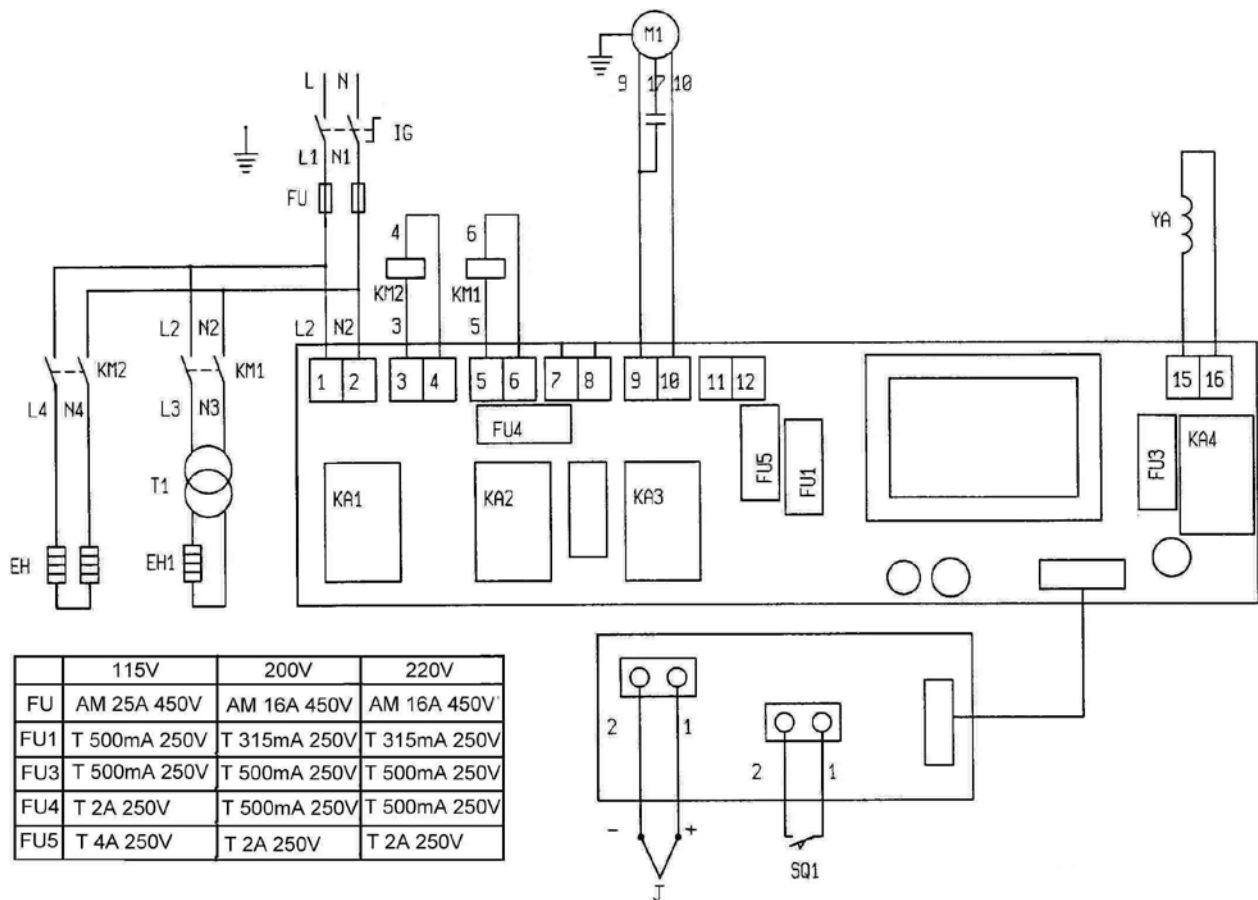 M1
9 17 10
L N
IG
L1 N1
FU
4
6
YA
KM2
KM1
L2 N2
L2 N2
3
5
KM2
KM1
1 2
3 4
5 6
7 8
9 10
11 12
15 16
L4 N4
L3 N3
FU4
FU5
FU1
FU3
KA4
T1
KA1
KA2
KA3
EH
EH1
115V 200V 220V
FU AM 25A 450V AM 16A 450V AM 16A 450V
FU1 T 500mA 250V T 315mA 250V T 315mA 250V
FU3 T 500mA 250V T 500mA 250V T 500mA 250V
FU4 T 2A 250V T 500mA 250V T 500mA 250V
FU5 T 4A 250V T 2A 250V T 2A 250V
2 1
2 1
- +
J
SQ1